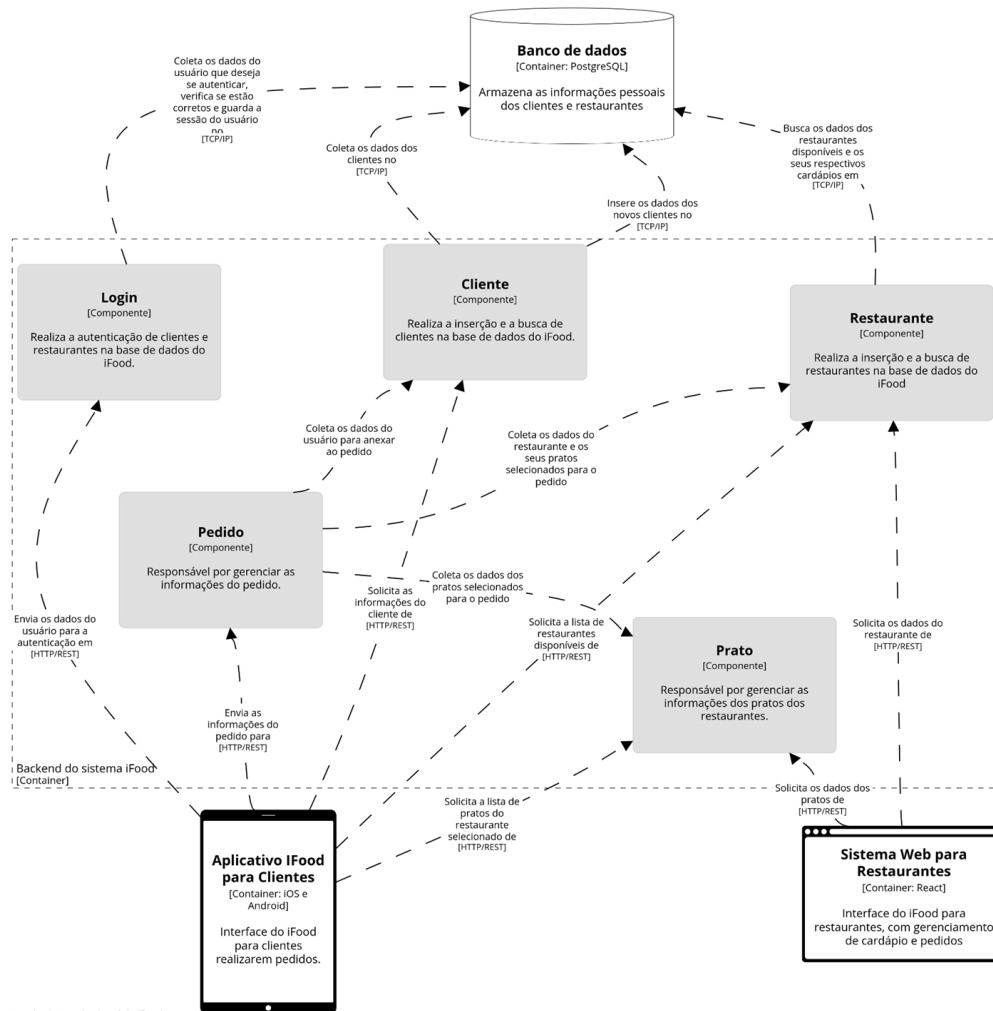 Banco de dados
[Container: PostgreSQL]
Armazena as informações pessoais
dos clientes e restaurantes
Coleta os dados do
usuário que deseja
se autenticar,
verifica se estão
corretos e guarda a
sessão do usuário
no
[TCP/IP]
Coleta os dados dos
clientes no
[TCP/IP]
Busca os dados dos
restaurantes
disponíveis e os
seus respectivos
cardápios em
[TCP/IP]
Insere os dados dos
novos clientes no
[TCP/IP]
Login
[Componente]
Realiza a autenticação de clientes e
restaurantes na base de dados do
iFood.
Cliente
[Componente]
Realiza a inserção e a busca de
clientes na base de dados do iFood.
Restaurante
[Componente]
Realiza a inserção e a busca de
restaurantes na base de dados do
iFood
Coleta os dados do
usuário para anexar
ao pedido
Coleta os dados do
restaurante e os
seus pratos
selecionados para o
pedido
Pedido
[Componente]
Responsável por gerenciar as
informações do pedido.
Coleta os dados dos
pratos selecionados
para o pedido
Envia os dados do
usuário para a
autenticação em
[HTTP/REST]
Solicita as
informações do
cliente de
[HTTP/REST]
Solicita a lista de
restaurantes
disponíveis de
[HTTP/REST]
Solicita os dados do
restaurante de
[HTTP/REST]
Prato
[Componente]
Responsável por gerenciar as
informações dos pratos dos
restaurantes.
Envia as
informações do
pedido para
[HTTP/REST]
Backend do sistema iFood
[Container]
Solicita a lista de
pratos do
restaurante
selecionado de
[HTTP/REST]
Solicita os dados dos
pratos de
[HTTP/REST]
Aplicativo IFood
para Clientes
[Container: iOS e
Android]
Interface do iFood
para clientes
realizarem pedidos.
Sistema Web para
Restaurantes
[Container: React]
Interface do iFood para
restaurantes, com gerenciamento
de cardápio e pedidos